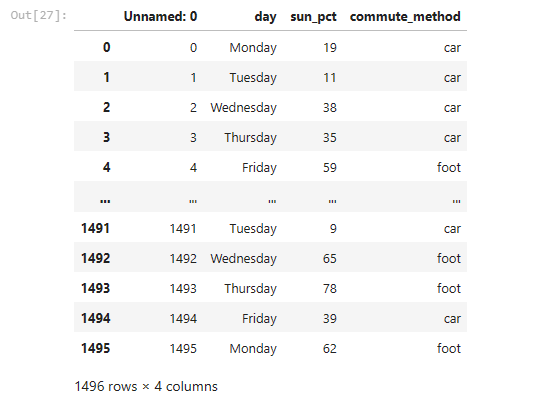 Out[27]:
Unnamed: 0 day sun_pct commute_method
0 0 Monday 19 car
1 1 Tuesday 11 car
2 2 Wednesday 38 car
3 3 Thursday 35 car
4 4 Friday 59 foot
... ... ... ... ...
1491 1491 Tuesday 9 car
1492 1492 Wednesday 65 foot
1493 1493 Thursday 78 foot
1494 1494 Friday 39 car
1495 1495 Monday 62 foot
1496 rows × 4 columns